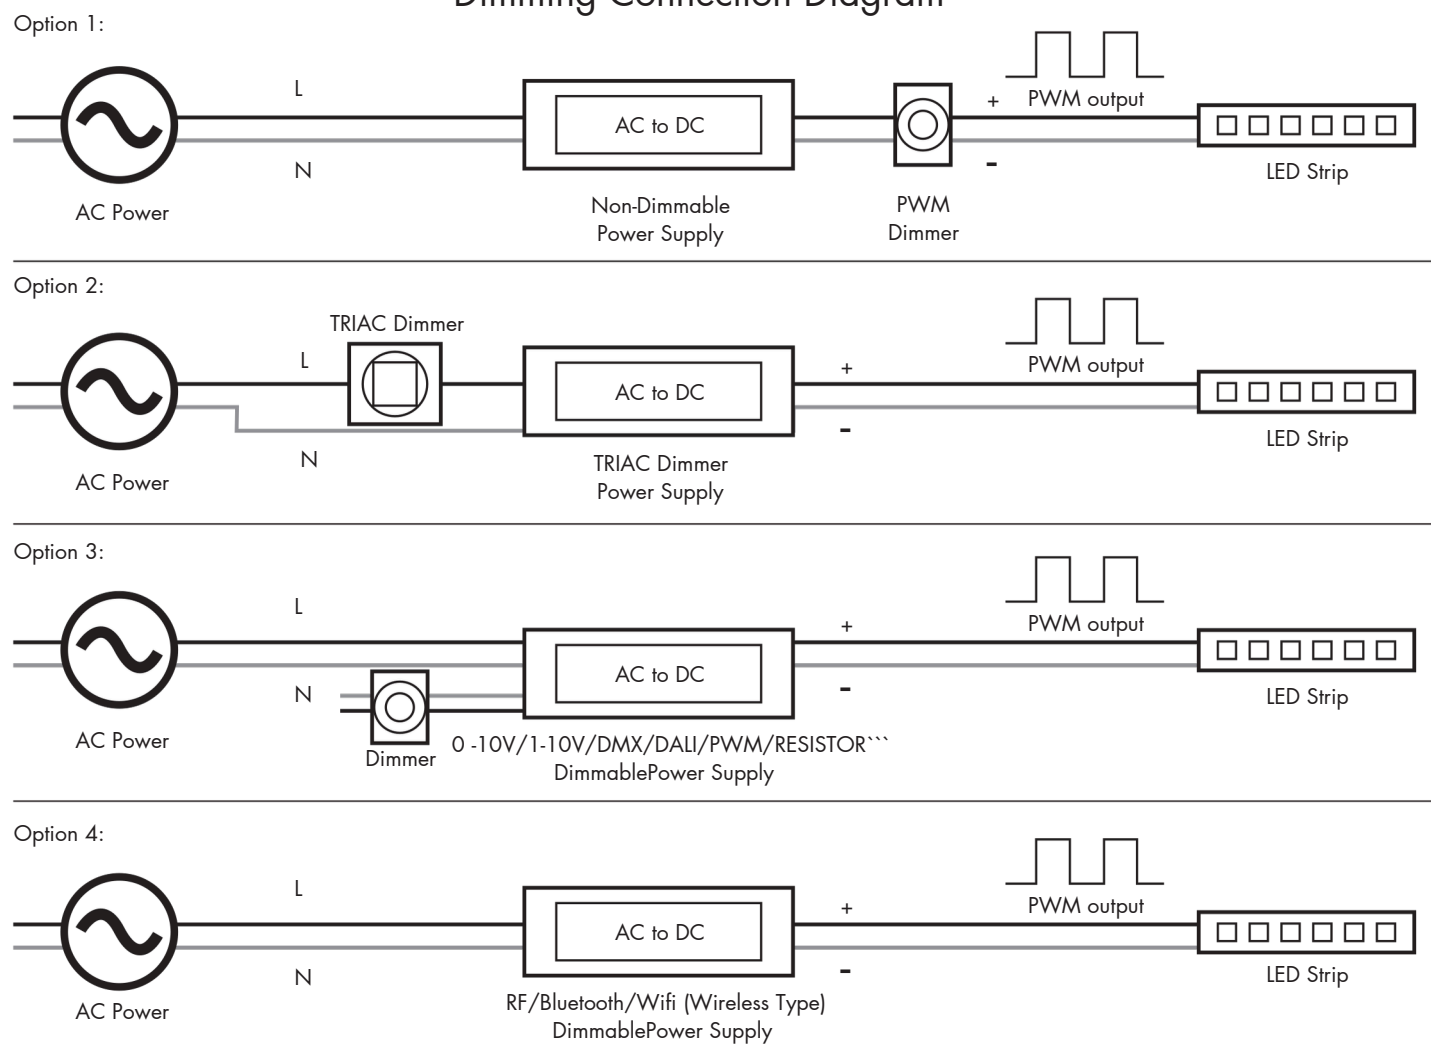 Dimming Connection Diagram
Option 1:
L
N
AC Power
AC to DC
Non-Dimmable
Power Supply
PWM
Dimmer
+
-
PWM output
LED Strip
Option 2:
TRIAC Dimmer
L
N
AC Power
AC to DC
TRIAC Dimmer
Power Supply
+
-
PWM output
LED Strip
Option 3:
L
N
AC Power
Dimmer
AC to DC
0 -10V/1-10V/DMX/DALI/PWM/RESISTOR```
DimmablePower Supply
+
-
PWM output
LED Strip
Option 4:
L
N
AC Power
AC to DC
RF/Bluetooth/Wifi (Wireless Type)
DimmablePower Supply
+
-
PWM output
LED Strip